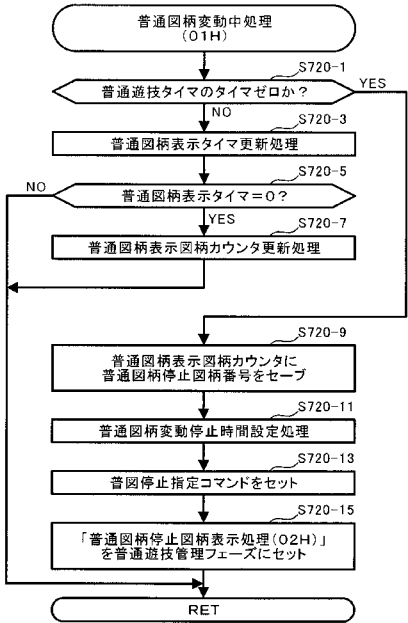 普通図柄変動中処理
(01H)
S720-1
普通遊技タイマのタイマゼロか?
YES
NO
S720-3
普通図柄表示タイマ更新処理
S720-5
NO
普通図柄表示タイマ=0?
YES
S720-7
普通図柄表示図柄カウンタ更新処理
S720-9
普通図柄表示図柄カウンタに
普通図柄停止図柄番号をセーブ
S720-11
普通図柄変動停止時間設定処理
S720-13
普図停止指定コマンドをセット
S720-15
「普通図柄停止図柄表示処理(02H)」
を普通遊技管理フェーズにセット
RET